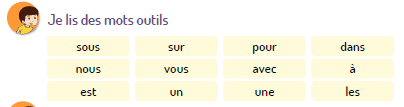 Je lis des mots outils
sous sur pour dans
nous vous avec à
est un une les